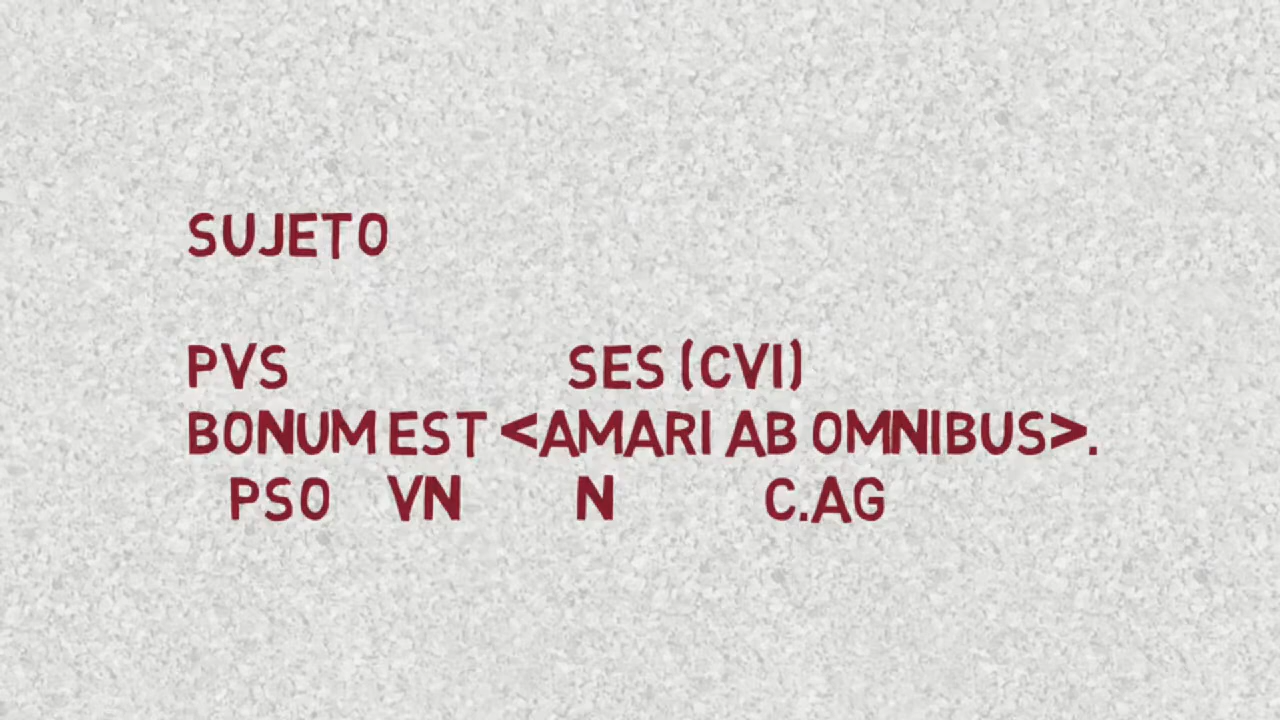 SUJETO
PVS SES (CVI)
BONUM EST <AMARI AB OMNIBUS>.
PSO VN N C.AG